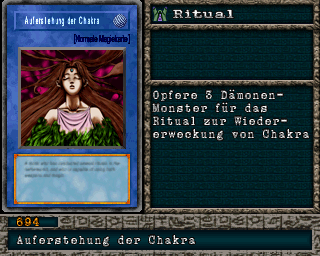 Auferstehung der Chakra
[Normale Magiekarte]
Ritual
Opfere 3 Dämonen-
Monster für das
Ritual zur Wieder-
erweckung von Chakra
694
Auferstehung der Chakra